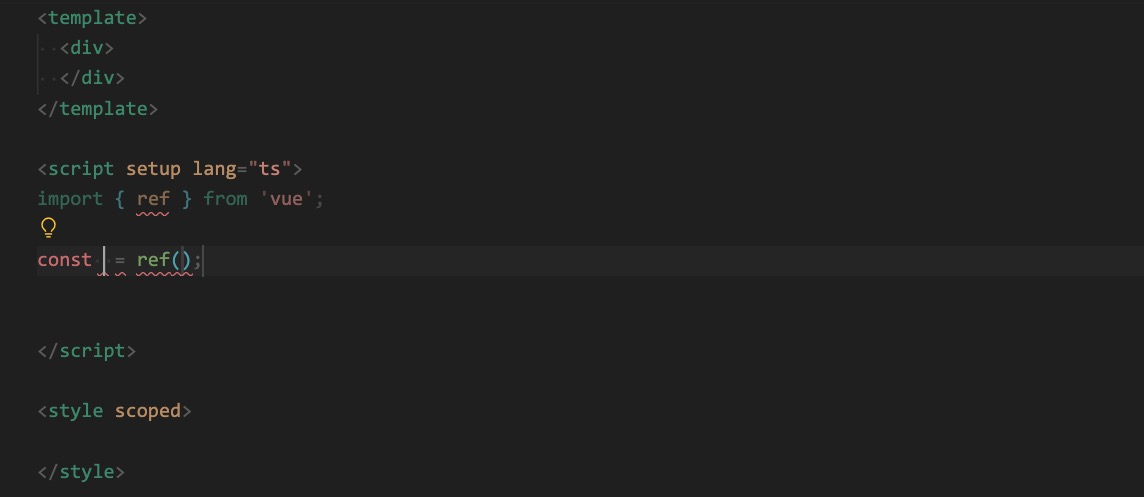 <template>
  <div>
  </div>
</template>
<script setup lang="ts">
import { ref } from 'vue';
const  = ref();
</script>
<style scoped>
</style>